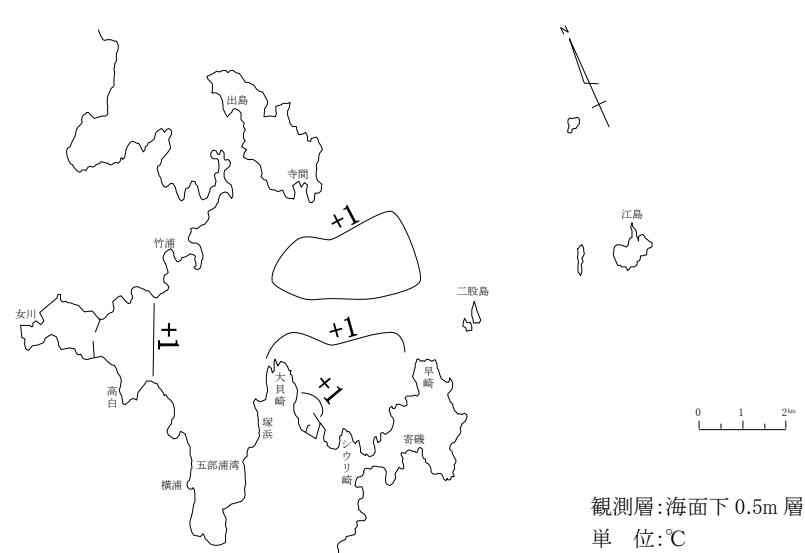 N
出島
寺間
江島
+1
竹浦
二股島
女川
+1
+1
大貝崎
+1
早崎
高白
塚浜
0 1 2km
寄磯
シウリ崎
五部浦湾
横浦
観測層:海面下 0.5m 層
単　位:℃